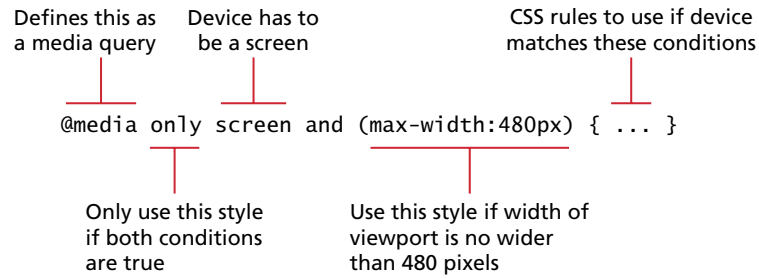 Defines this as
a media query
Device has to
be a screen
CSS rules to use if device
matches these conditions
@media only screen and (max-width:480px) { ... }
Only use this style
if both conditions
are true
Use this style if width of
viewport is no wider
than 480 pixels